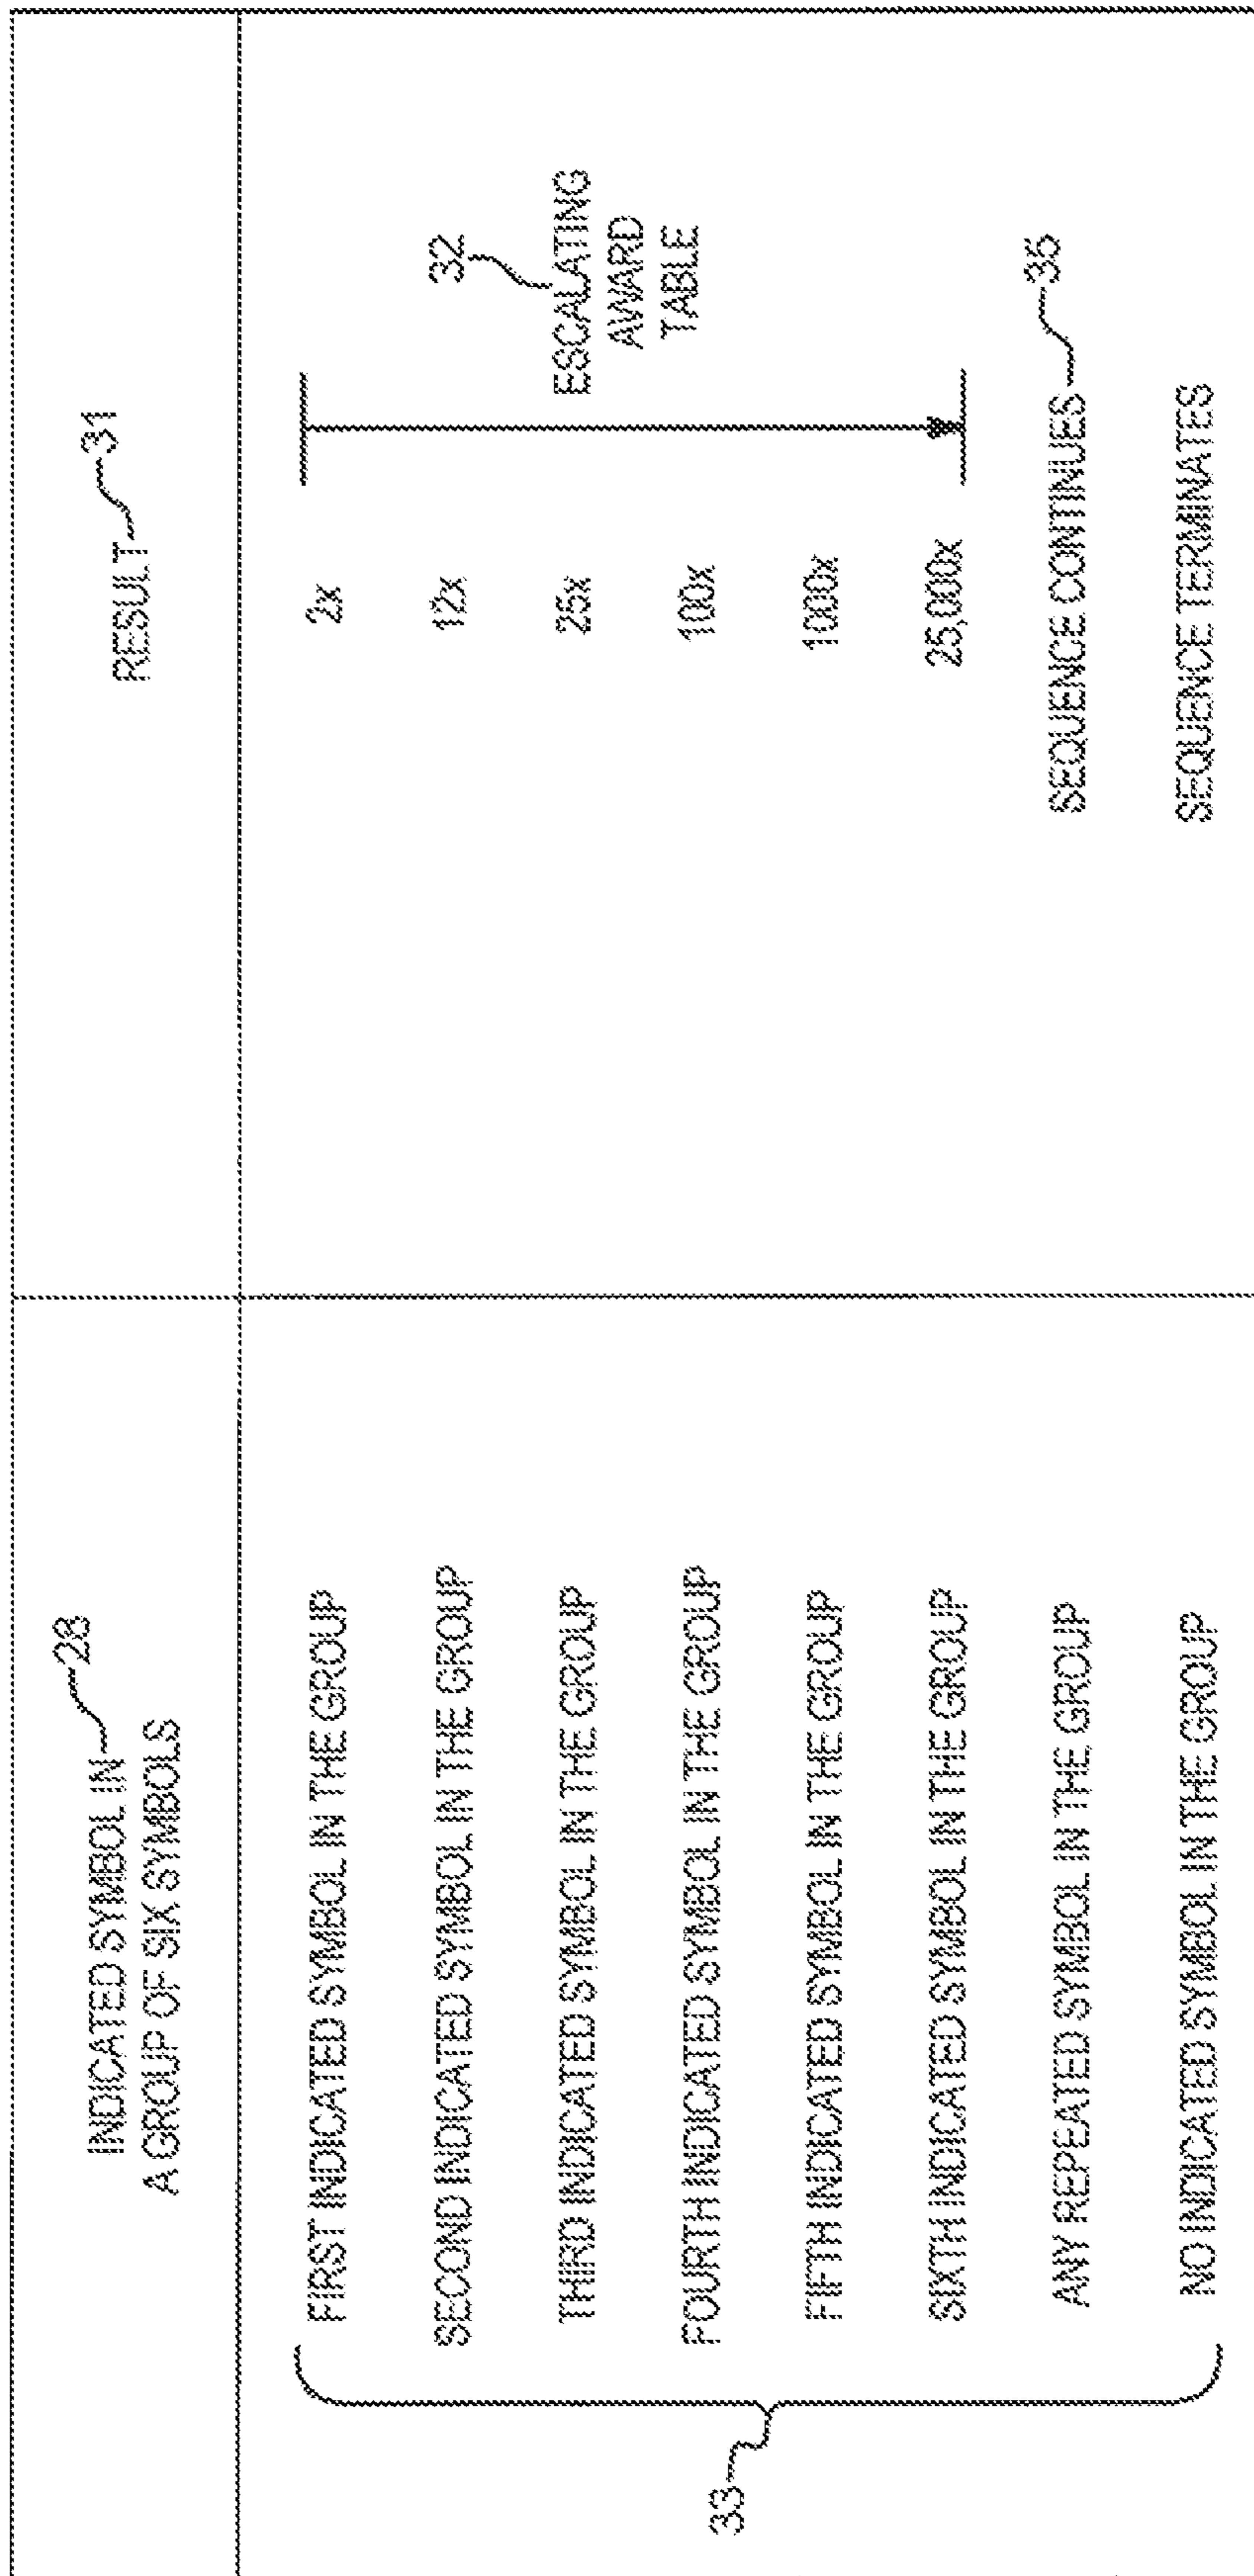 INDICATED SYMBOL IN 28
A GROUP OF SIX SYMBOLS
RESULT 31
33
FIRST INDICATED SYMBOL IN THE GROUP 2x
SECOND INDICATED SYMBOL IN THE GROUP 12x
THIRD INDICATED SYMBOL IN THE GROUP 25x
FOURTH INDICATED SYMBOL IN THE GROUP 100x
FIFTH INDICATED SYMBOL IN THE GROUP 1000x
SIXTH INDICATED SYMBOL IN THE GROUP 25,000x
32
ESCALATING
AWARD
TABLE
ANY REPEATED SYMBOL IN THE GROUP SEQUENCE CONTINUES 35
NO INDICATED SYMBOL IN THE GROUP SEQUENCE TERMINATES